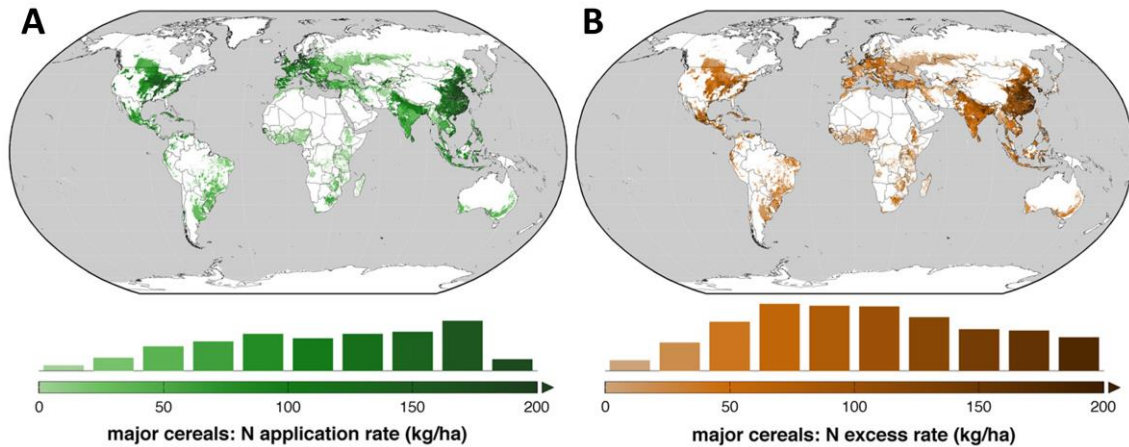 A
B
0 50 100 150 200
major cereals: N application rate (kg/ha)
0 50 100 150 200
major cereals: N excess rate (kg/ha)